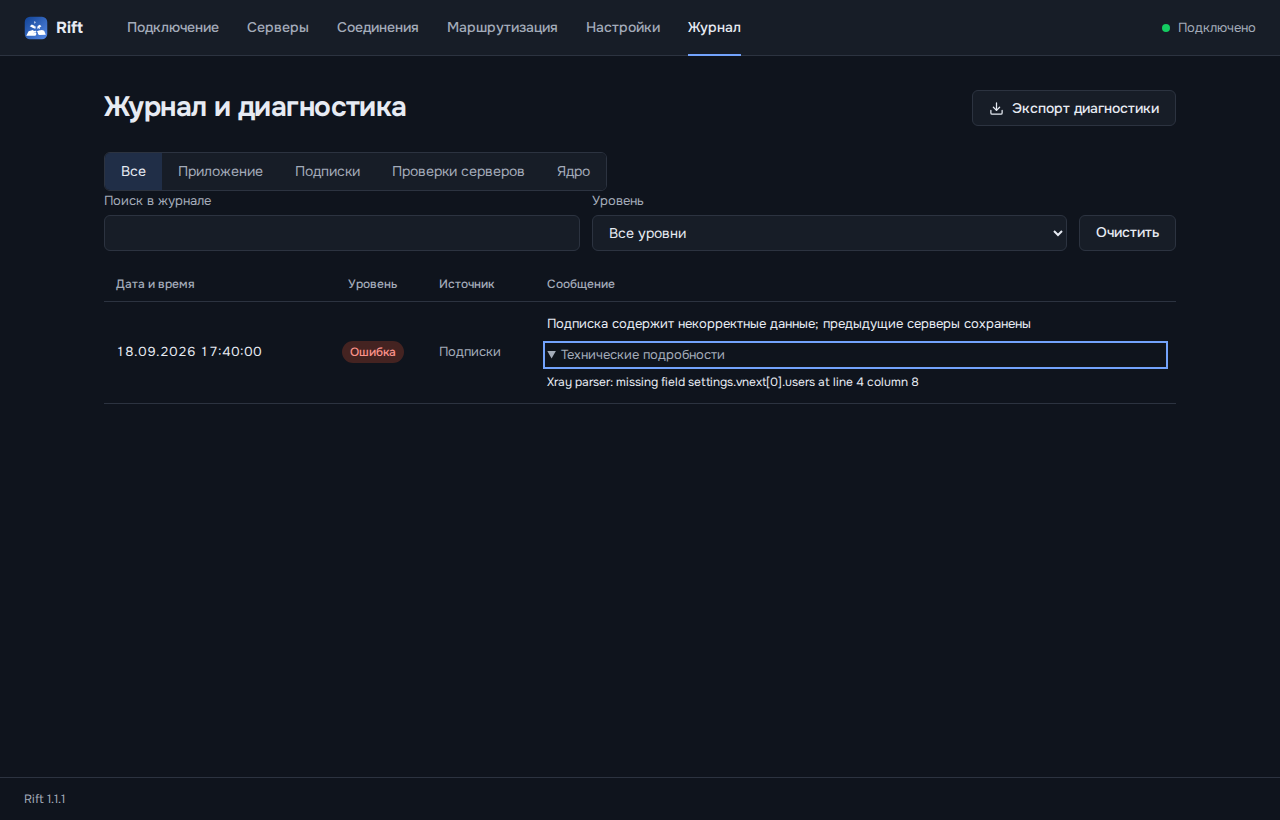 Rift
Подключение
Серверы
Соединения
Маршрутизация
Настройки
Журнал
Подключено
Журнал и диагностика
Экспорт диагностики
Все
Приложение
Подписки
Проверки серверов
Ядро
Поиск в журнале
Уровень
Все уровни
Очистить
Дата и время
Уровень
Источник
Сообщение
18.09.2026 17:40:00
Ошибка
Подписки
Подписка содержит некорректные данные; предыдущие серверы сохранены
Технические подробности
Xray parser: missing field settings.vnext[0].users at line 4 column 8
Rift 1.1.1